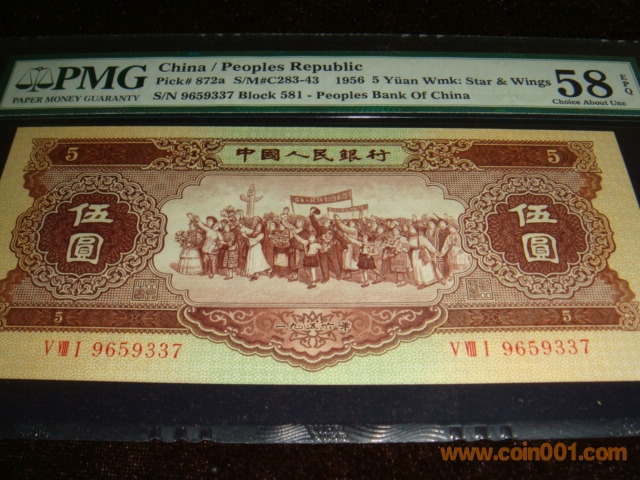 PMG
PAPER MONEY GUARANTY
China / Peoples Republic
Pick# 872a S/M#C283-43 1956 5 Yüan Wmk: Star & Wings
S/N 9659337 Block 581 - Peoples Bank Of China
58 EPQ
Choice About Unc
5 中國人民銀行 5
伍圓 伍圓
5 一九五六年 5
V VIII I 9659337 V VIII I 9659337
www.coin001.com